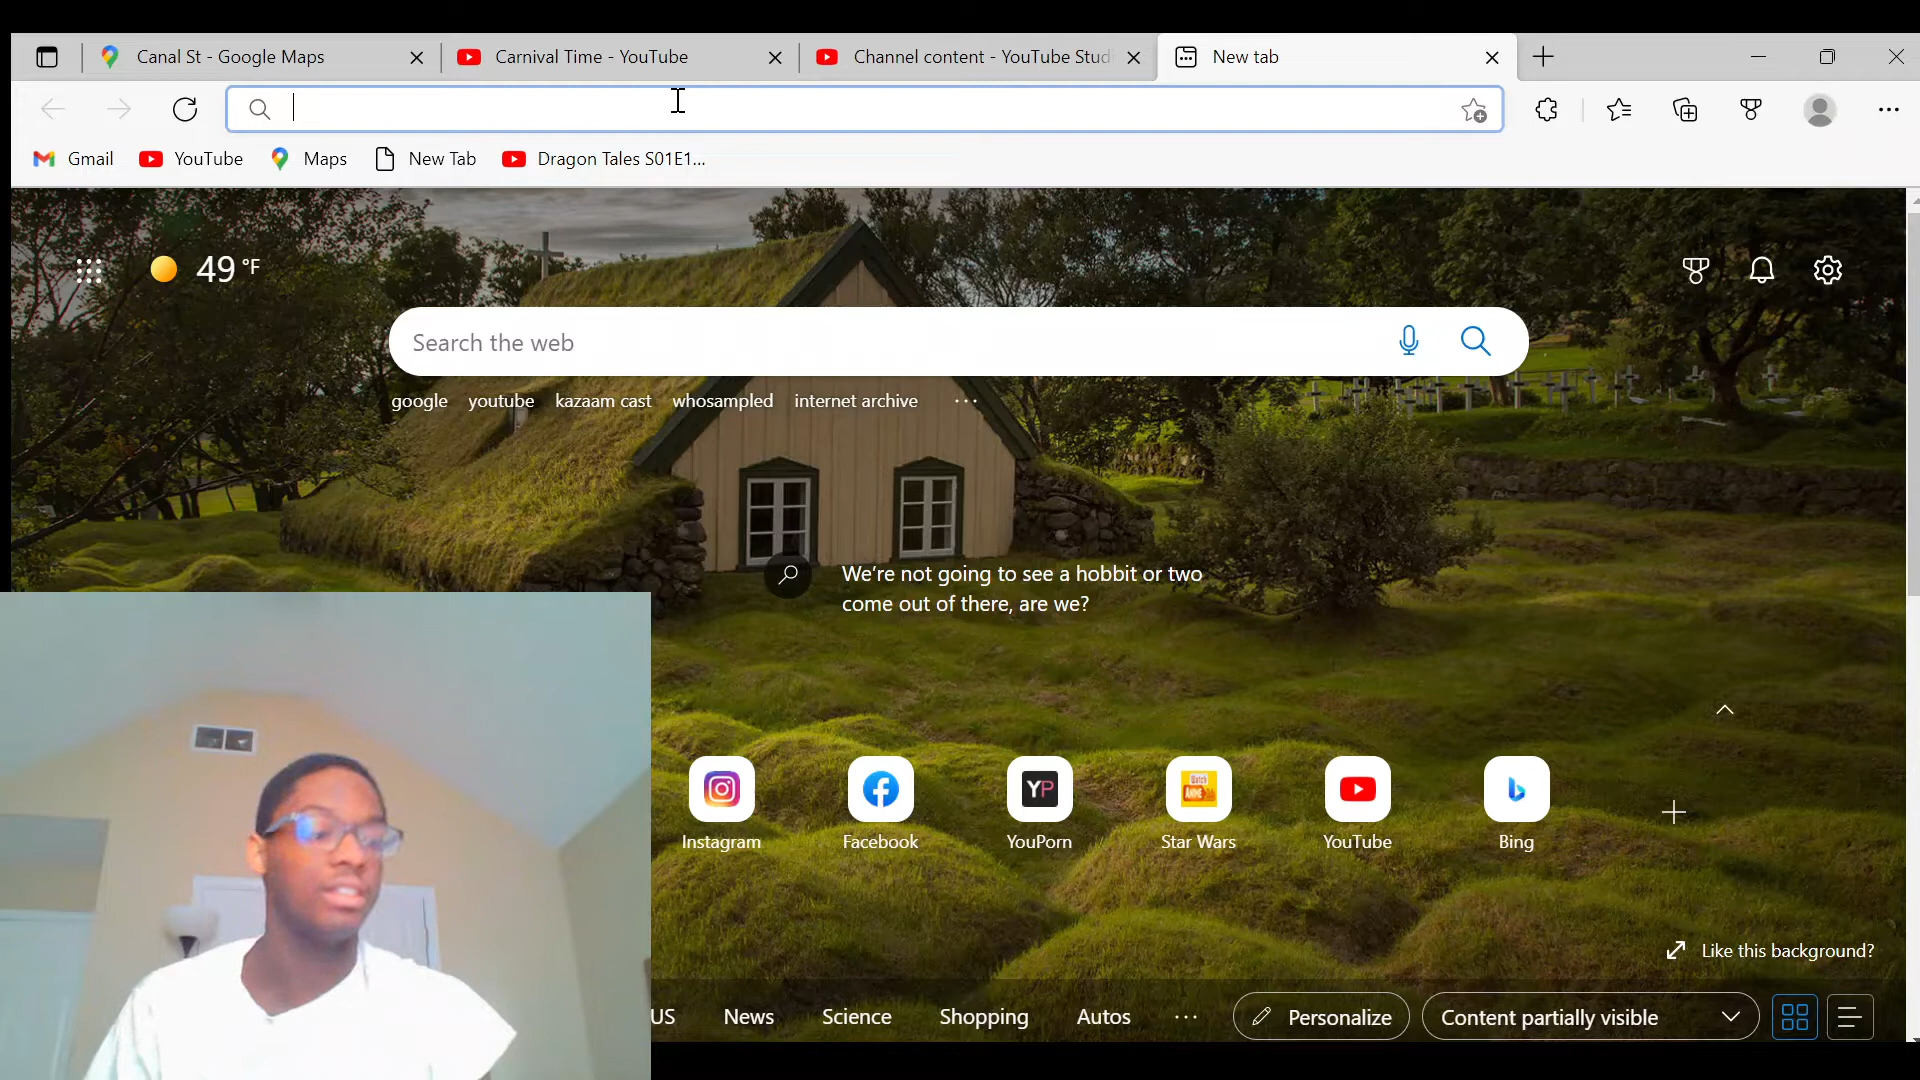 Canal St - Google Maps
Carnival Time - YouTube
Channel content - YouTube Stud
New tab
Gmail
YouTube
Maps
New Tab
Dragon Tales S01E1...
49 °F
Search the web
google youtube kazaam cast whosampled internet archive ...
We're not going to see a hobbit or two
come out of there, are we?
YP
Watch
ANIME
Instagram
Facebook
YouPorn
Star Wars
YouTube
Bing
Like this background?
US
News
Science
Shopping
Autos
...
Personalize
Content partially visible